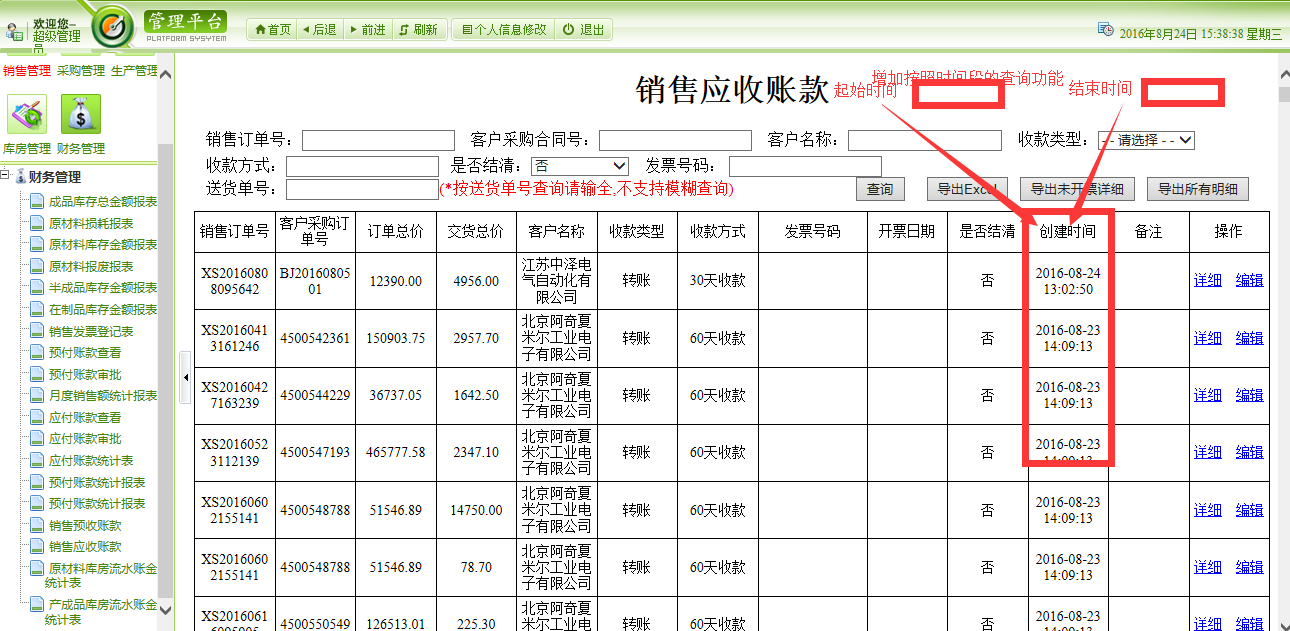 欢迎您–
超级管理
员
管理平台
PLATFORM SYSYTEM
首页 后退 前进 刷新 个人信息修改 退出
2016年8月24日 15:38:38 星期三
销售管理 采购管理 生产管理
库房管理 财务管理
财务管理
成品库存总金额报表
原材料损耗报表
原材料库存金额报表
原材料报废报表
半成品库存金额报表
在制品库存金额报表
销售发票登记表
预付账款查看
预付账款审批
月度销售额统计报表
应付账款查看
应付账款审批
应付账款统计表
预付账款统计报表
预付账款统计报表
销售预收账款
销售应收账款
原材料库房流水账金
统计表
产成品库房流水账金
统计表
销售应收账款
增加按照时间段的查询功能
起始时间 结束时间
销售订单号: 客户采购合同号: 客户名称: 收款类型: - - 请选择 - -
收款方式: 是否结清: 否 发票号码:
送货单号: (*按送货单号查询请输全,不支持模糊查询)
查询 导出Excel 导出未开票详细 导出所有明细
销售订单号 客户采购订单号 订单总价 交货总价 客户名称 收款类型 收款方式 发票号码 开票日期 是否结清 创建时间 备注 操作
XS20160808095642 BJ2016080501 12390.00 4956.00 江苏中泽电气自动化有限公司 转账 30天收款 否 2016-08-24 13:02:50 详细 编辑
XS20160413161246 4500542361 150903.75 2957.70 北京阿奇夏米尔工业电子有限公司 转账 60天收款 否 2016-08-23 14:09:13 详细 编辑
XS20160427163239 4500544229 36737.05 1642.50 北京阿奇夏米尔工业电子有限公司 转账 60天收款 否 2016-08-23 14:09:13 详细 编辑
XS20160523112139 4500547193 465777.58 2347.10 北京阿奇夏米尔工业电子有限公司 转账 60天收款 否 2016-08-23 14:09:13 详细 编辑
XS20160602155141 4500548788 51546.89 14750.00 北京阿奇夏米尔工业电子有限公司 转账 60天收款 否 2016-08-23 14:09:13 详细 编辑
XS20160602155141 4500548788 51546.89 78.70 北京阿奇夏米尔工业电子有限公司 转账 60天收款 否 2016-08-23 14:09:13 详细 编辑
XS2016061 4500550549 126513.01 225.30 北京阿奇夏米尔工业电 转账 60天收款 否 2016-08-23 14:09:13 详细 编辑